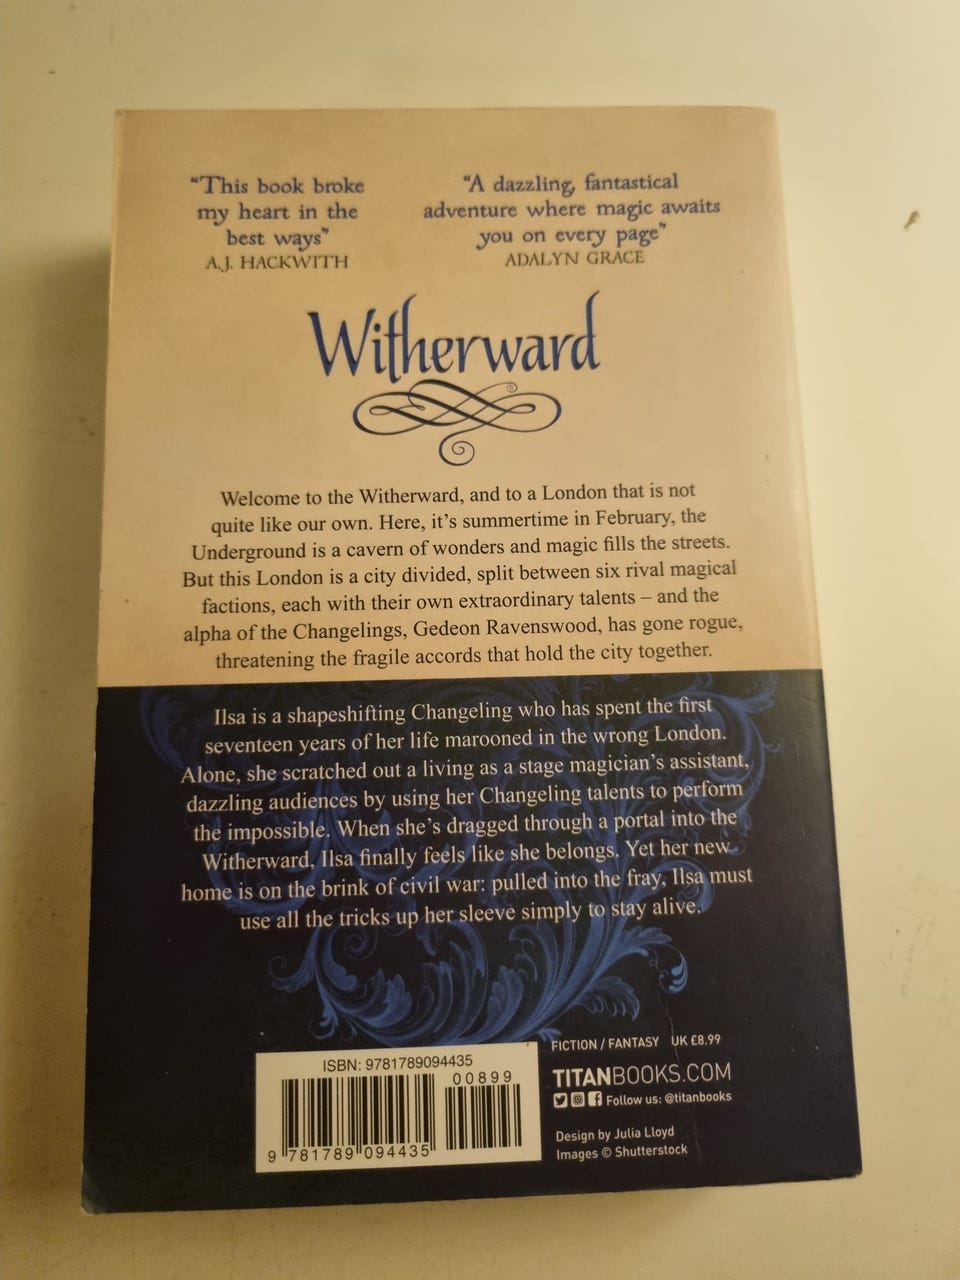 “This book broke
my heart in the
best ways”
A.J. HACKWITH
“A dazzling, fantastical
adventure where magic awaits
you on every page”
ADALYN GRACE
Witherward
Welcome to the Witherward, and to a London that is not
quite like our own. Here, it’s summertime in February, the
Underground is a cavern of wonders and magic fills the streets.
But this London is a city divided, split between six rival magical
factions, each with their own extraordinary talents – and the
alpha of the Changelings, Gedeon Ravenswood, has gone rogue,
threatening the fragile accords that hold the city together.
Ilsa is a shapeshifting Changeling who has spent the first
seventeen years of her life marooned in the wrong London.
Alone, she scratched out a living as a stage magician’s assistant,
dazzling audiences by using her Changeling talents to perform
the impossible. When she’s dragged through a portal into the
Witherward, Ilsa finally feels like she belongs. Yet her new
home is on the brink of civil war: pulled into the fray, Ilsa must
use all the tricks up her sleeve simply to stay alive.
ISBN: 9781789094435
00899
9 781789 094435
FICTION / FANTASY UK £8.99
TITANBOOKS.COM
Follow us: @titanbooks
Design by Julia Lloyd
Images © Shutterstock